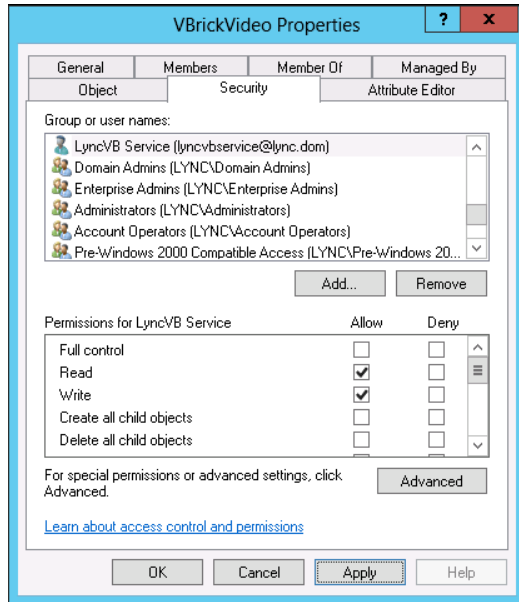 VBrickVideo Properties
?
x
General Members Member Of Managed By
Object Security Attribute Editor
Group or user names:
LyncVB Service (lyncvbservice@lync.dom)
Domain Admins (LYNC\Domain Admins)
Enterprise Admins (LYNC\Enterprise Admins)
Administrators (LYNC\Administrators)
Account Operators (LYNC\Account Operators)
Pre-Windows 2000 Compatible Access (LYNC\Pre-Windows 20...
Add... Remove
Permissions for LyncVB Service Allow Deny
Full control
Read
Write
Create all child objects
Delete all child objects
For special permissions or advanced settings, click
Advanced.
Advanced
Learn about access control and permissions
OK Cancel Apply Help